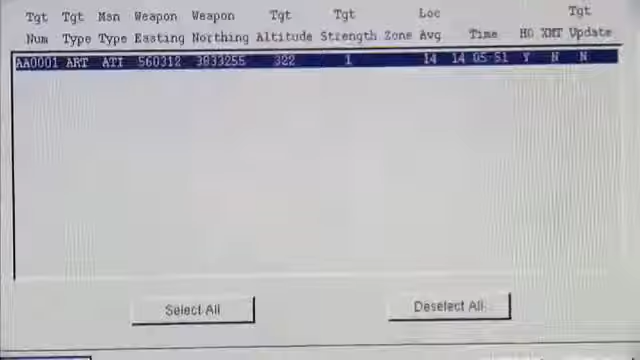 Tgt Tgt Msn Weapon Weapon Tgt Tgt Loc Tgt
Num Type Type Easting Northing Altitude Strength Zone Avg Time HO XMT Update
AA0001 ART ATI 560312 3833255 322 1 14 14 05 51 Y N N
Select All Deselect All